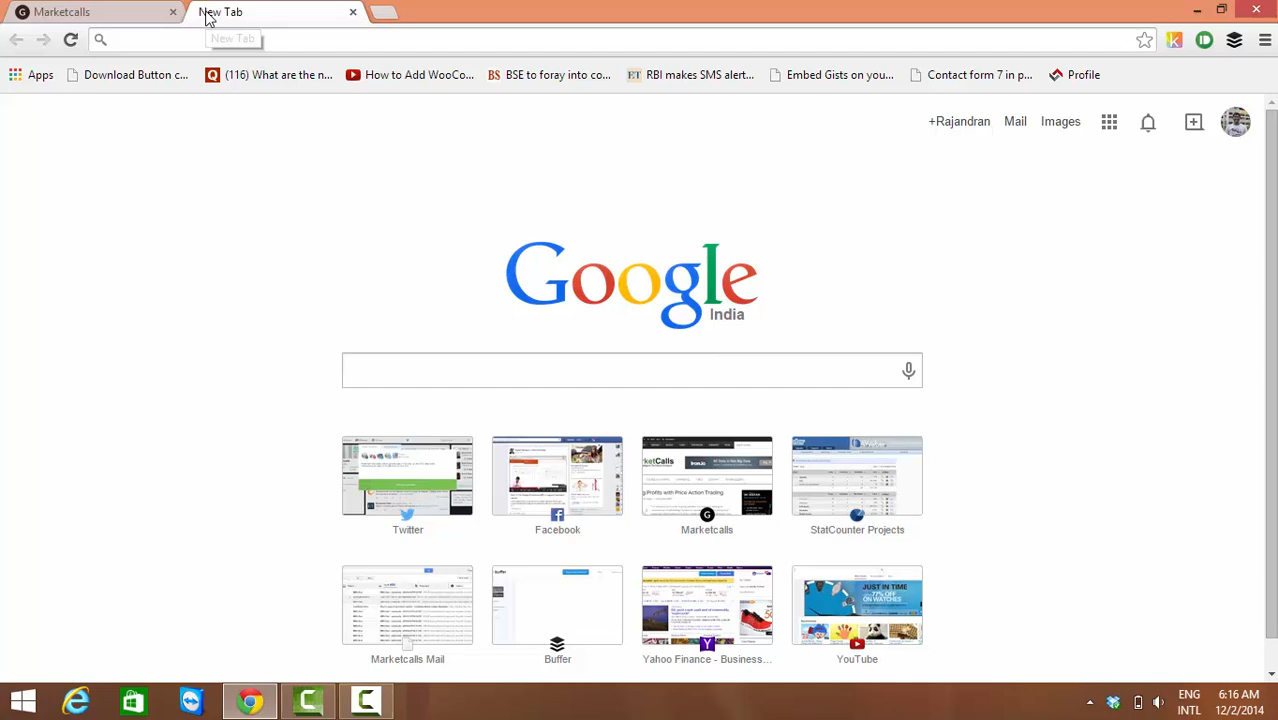 Marketcalls
New Tab
New Tab
Apps
Download Button c...
(116) What are the n...
How to Add WooCo...
BSE to foray into co...
RBI makes SMS alert...
Embed Gists on you...
Contact form 7 in p...
Profile
+Rajandran
Mail
Images
Google
India
Twitter
Facebook
Marketcalls
StatCounter Projects
JUST IN TIME
Marketcalls Mail
Buffer
Yahoo Finance - Business...
YouTube
ENG
INTL
6:16 AM
12/2/2014